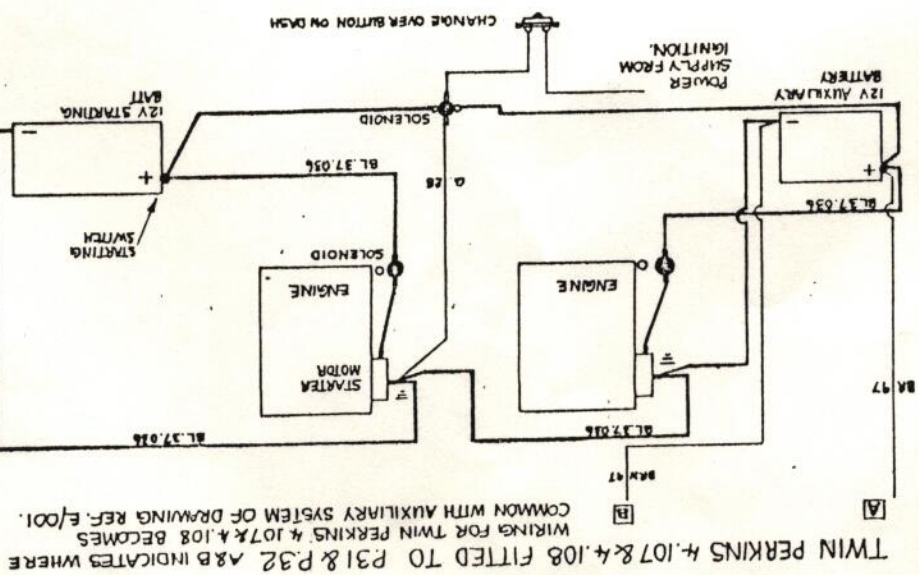 TWIN PERKINS 4.107 & 4.108 FITTED TO P.31 & P.32 A&B INDICATES WHERE
WIRING FOR TWIN PERKINS 4.107 & 4.108 BECOMES
COMMON WITH AUXILIARY SYSTEM OF DRAWING REF. E/001.
A
B
BR 97
BRN 97
BL.37.036
BL.37.036
STARTER
MOTOR
ENGINE
ENGINE
SOLENOID
STARTING
SWITCH
BL.37.036
BL.37.036
+
-
+
-
12V STARTING
BATT
SOLENOID
12V AUXILIARY
BATTERY
POWER
SUPPLY FROM
IGNITION.
CHANGE OVER BUTTON ON DASH